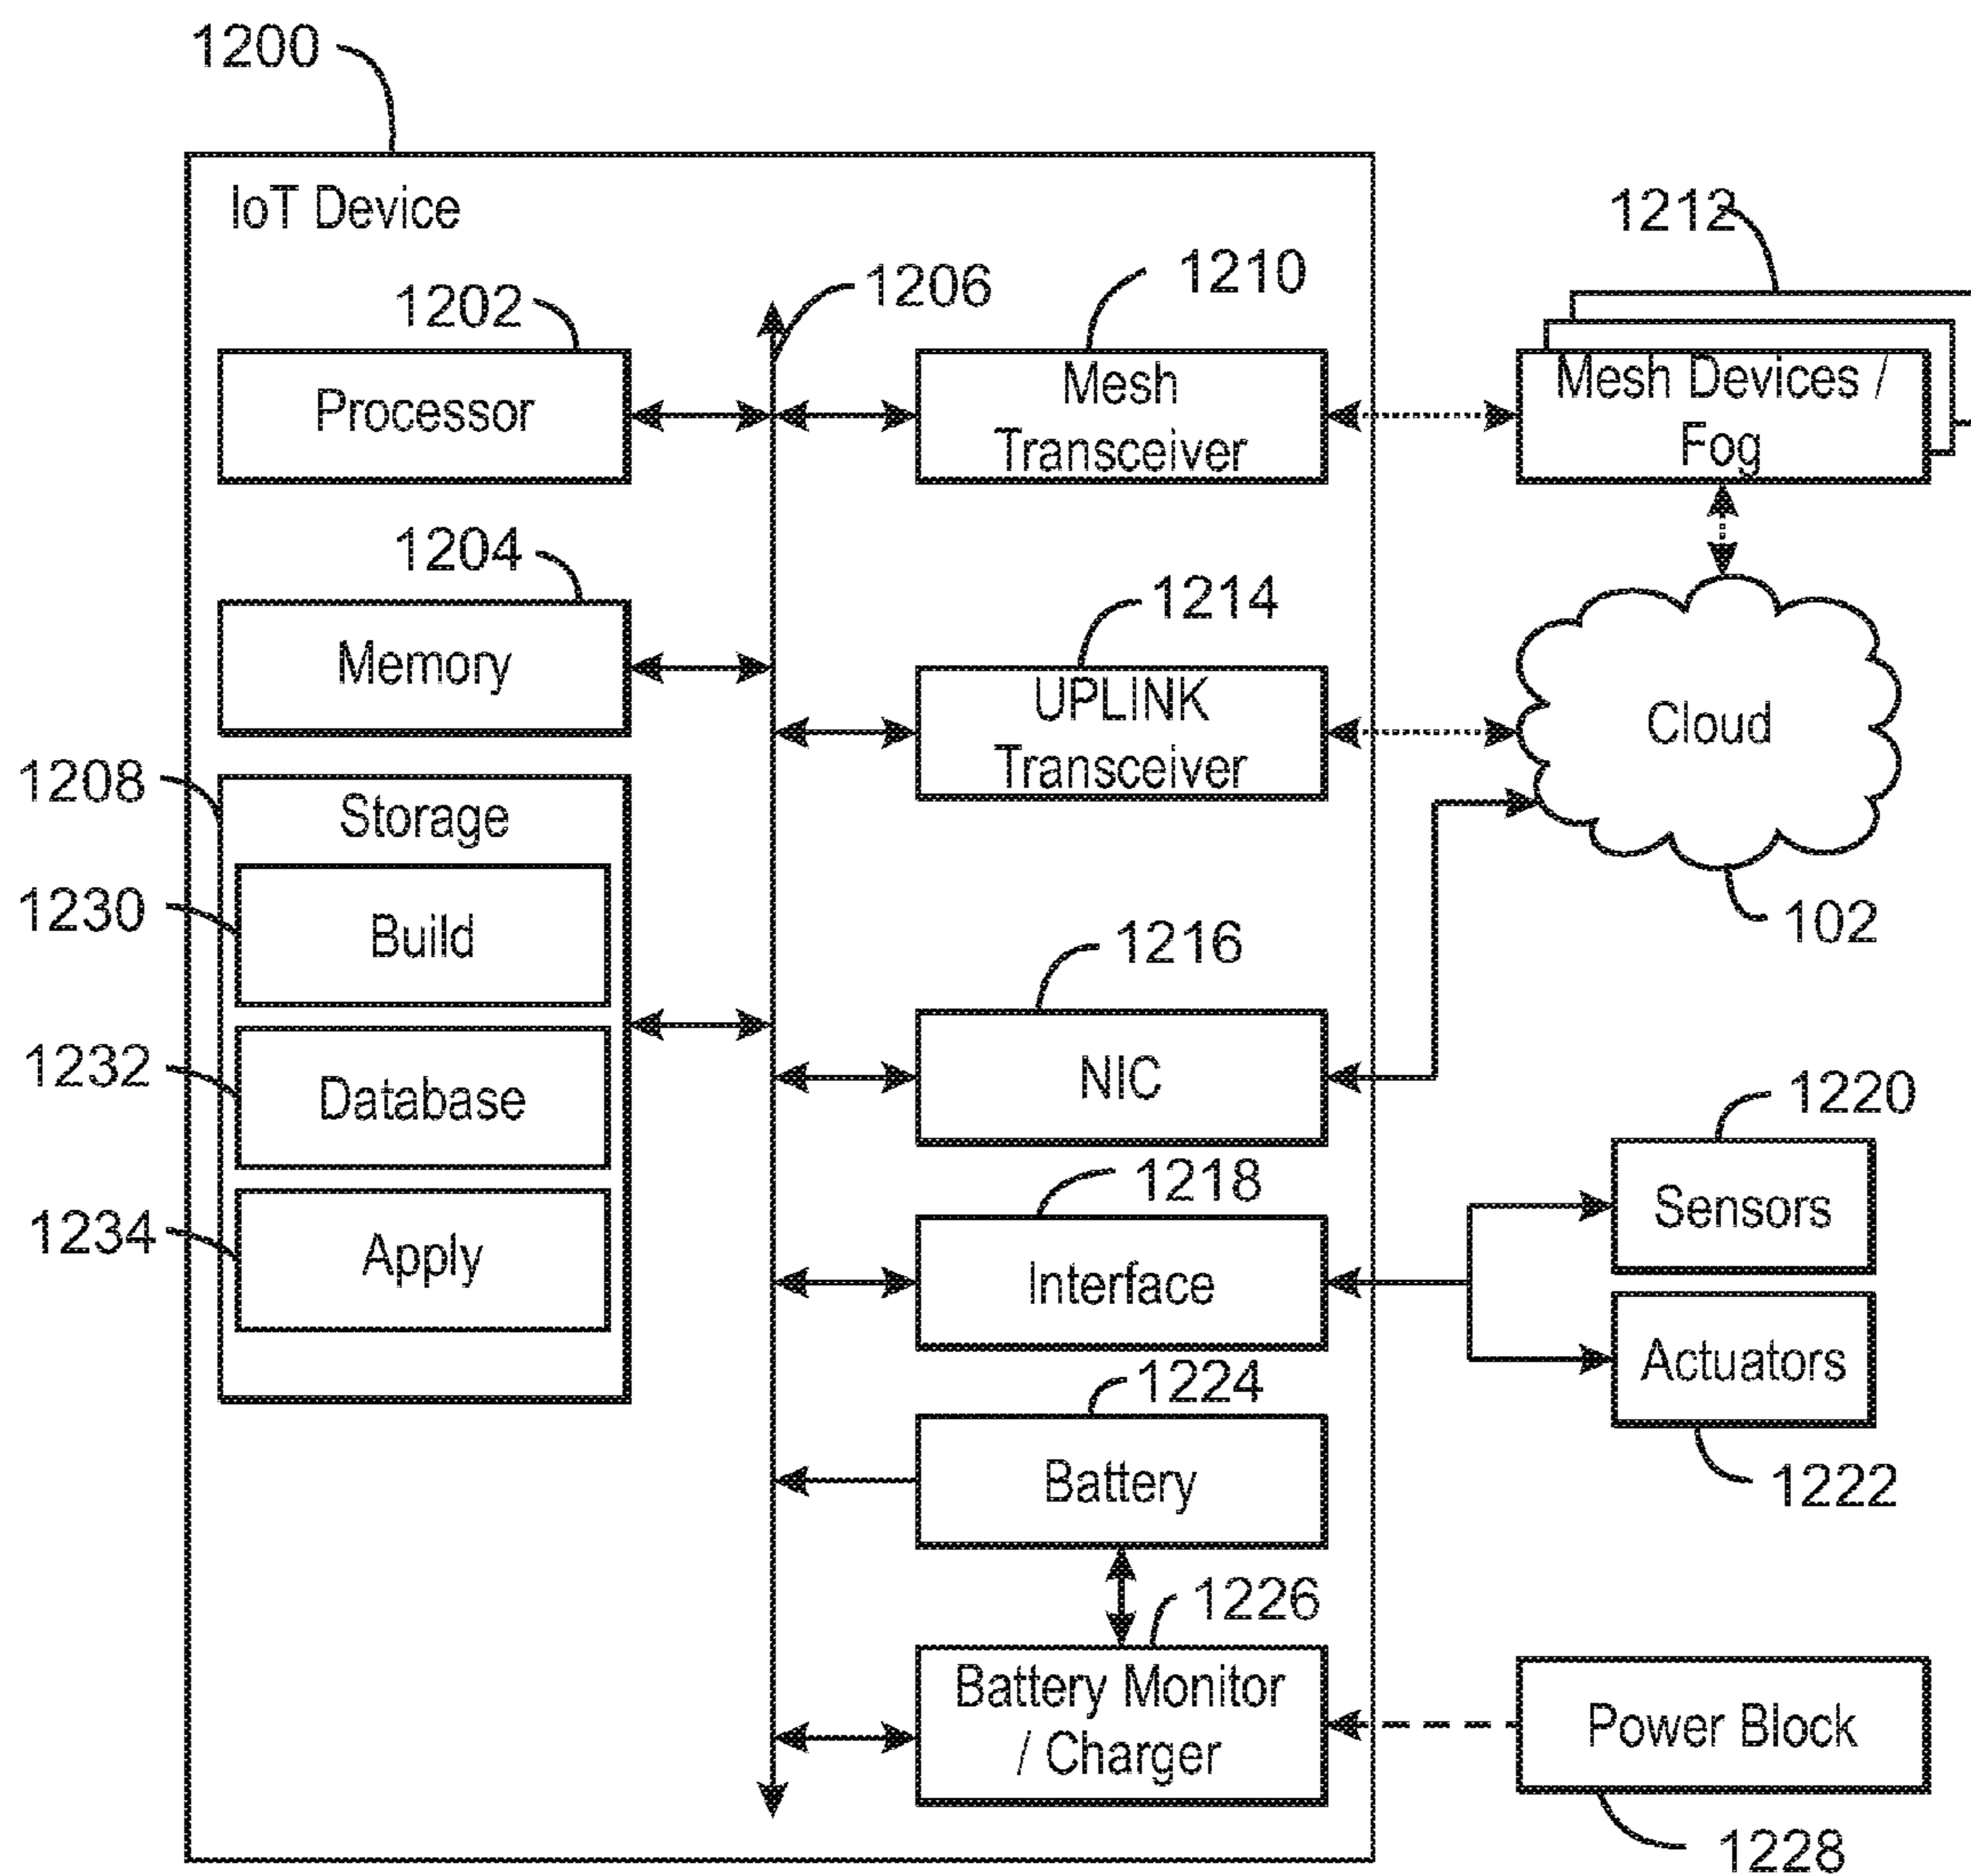 1200
IoT Device
1212
1206
1210
1202
Processor
Mesh
Transceiver
Mesh Devices /
Fog
1204
Memory
1214
UPLINK
Transceiver
Cloud
102
1208
Storage
1230
Build
1216
NIC
1232
Database
1220
Sensors
1234
Apply
1218
Interface
Actuators
1222
1224
Battery
1226
Battery Monitor
/ Charger
Power Block
1228